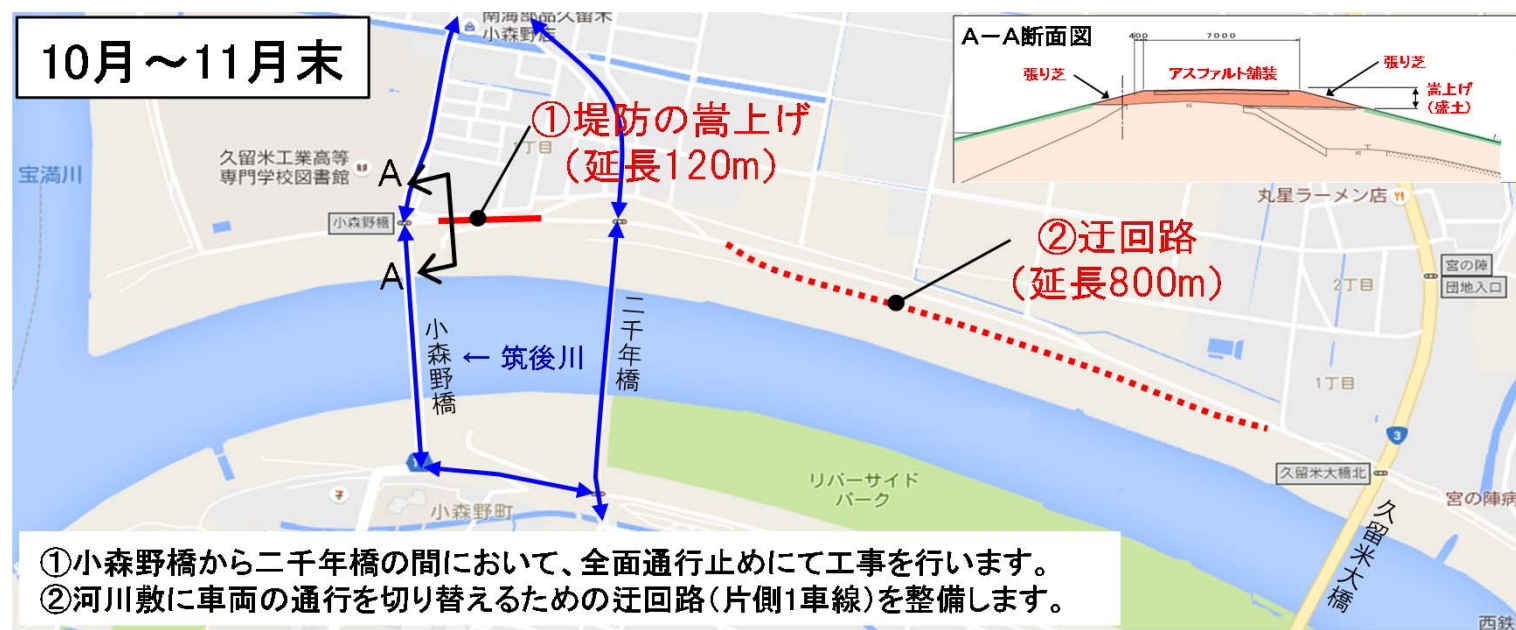 10月～11月末
南海部品久留米
小森野店
A－A断面図
400
7000
張り芝
アスファルト舗装
張り芝
嵩上げ
(盛土)
①堤防の嵩上げ
(延長120m)
1丁目
久留米工業高等
専門学校図書館
宝満川
A
小森野橋
A
丸星ラーメン店
②迂回路
(延長800m)
宮の陣
団地入口
2丁目
小森野橋
← 筑後川
二千年橋
1丁目
3
久留米大橋北
リバーサイド
パーク
宮の陣病
小森野町
久留米大橋
①小森野橋から二千年橋の間において、全面通行止めにて工事を行います。
②河川敷に車両の通行を切り替えるための迂回路(片側1車線)を整備します。
西鉄